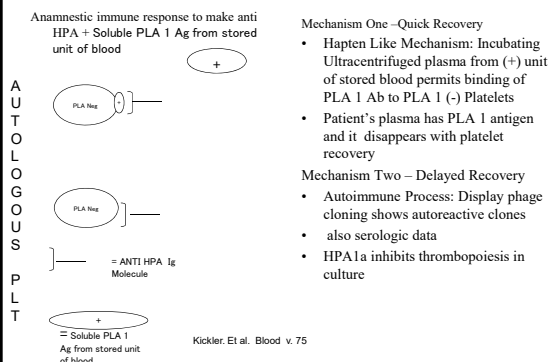 Anamnestic immune response to make anti
HPA + Soluble PLA 1 Ag from stored
unit of blood
+
PLA Neg
+
PLA Neg
= ANTI HPA Ig
Molecule
+
= Soluble PLA 1
Ag from stored unit
of blood
AUTOLOGOUS PLT
Mechanism One –Quick Recovery
• Hapten Like Mechanism: Incubating
Ultracentrifuged plasma from (+) unit
of stored blood permits binding of
PLA 1 Ab to PLA 1 (-) Platelets
• Patient's plasma has PLA 1 antigen
and it disappears with platelet
recovery
Mechanism Two – Delayed Recovery
• Autoimmune Process: Display phage
cloning shows autoreactive clones
• also serologic data
• HPA1a inhibits thrombopoiesis in
culture
Kickler. Et al. Blood v. 75